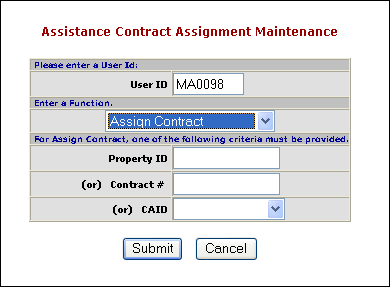 Assistance Contract Assignment Maintenance
Please enter a User Id:
User ID MA0098
Enter a Function.
Assign Contract
For Assign Contract, one of the following criteria must be provided.
Property ID
(or) Contract #
(or) CAID
Submit Cancel